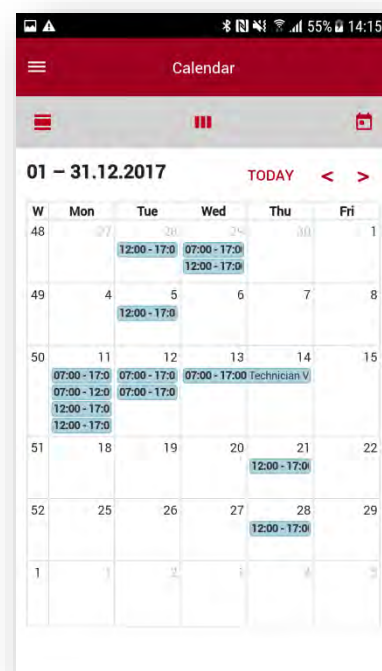 55% 14:15
Calendar
01 – 31.12.2017 TODAY < >
W Mon Tue Wed Thu Fri
48 27 28 29 30 1
12:00 - 17:0 07:00 - 17:0
12:00 - 17:0
49 4 5 6 7 8
12:00 - 17:0
50 11 12 13 14 15
07:00 - 17:0 07:00 - 17:0 07:00 - 17:00 Technician V
07:00 - 12:0 07:00 - 17:0
12:00 - 17:0
12:00 - 17:0
51 18 19 20 21 22
12:00 - 17:0
52 25 26 27 28 29
12:00 - 17:0
1 1 2 3 4 5